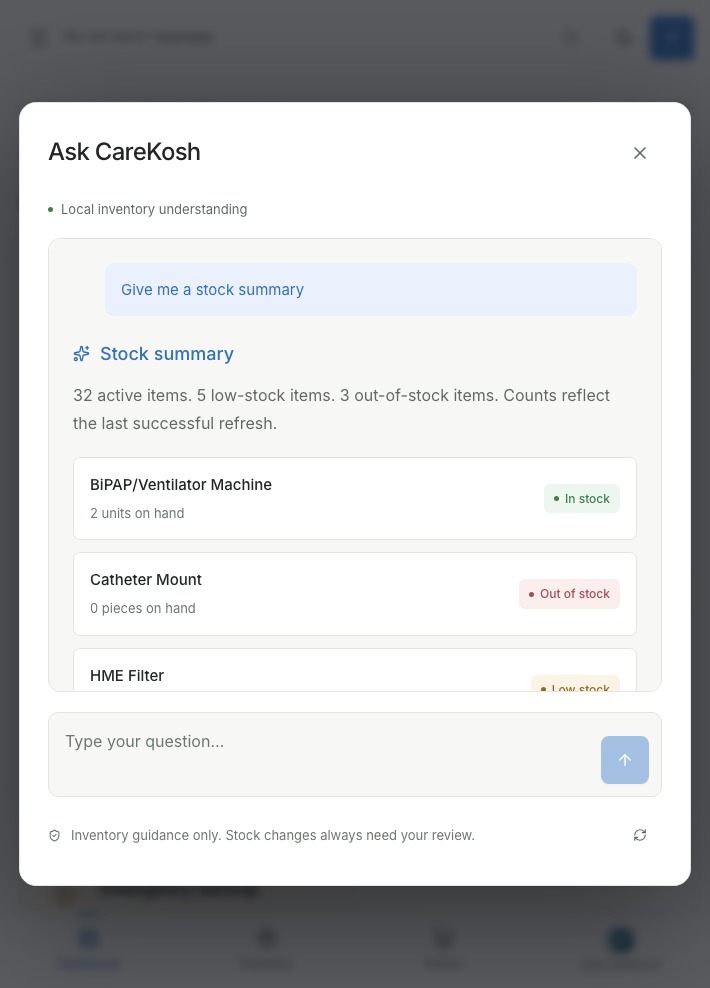 Ask CareKosh
Local inventory understanding
Give me a stock summary
Stock summary
32 active items. 5 low-stock items. 3 out-of-stock items. Counts reflect
the last successful refresh.
BiPAP/Ventilator Machine
2 units on hand
In stock
Catheter Mount
0 pieces on hand
Out of stock
HME Filter
Low stock
Type your question...
Inventory guidance only. Stock changes always need your review.